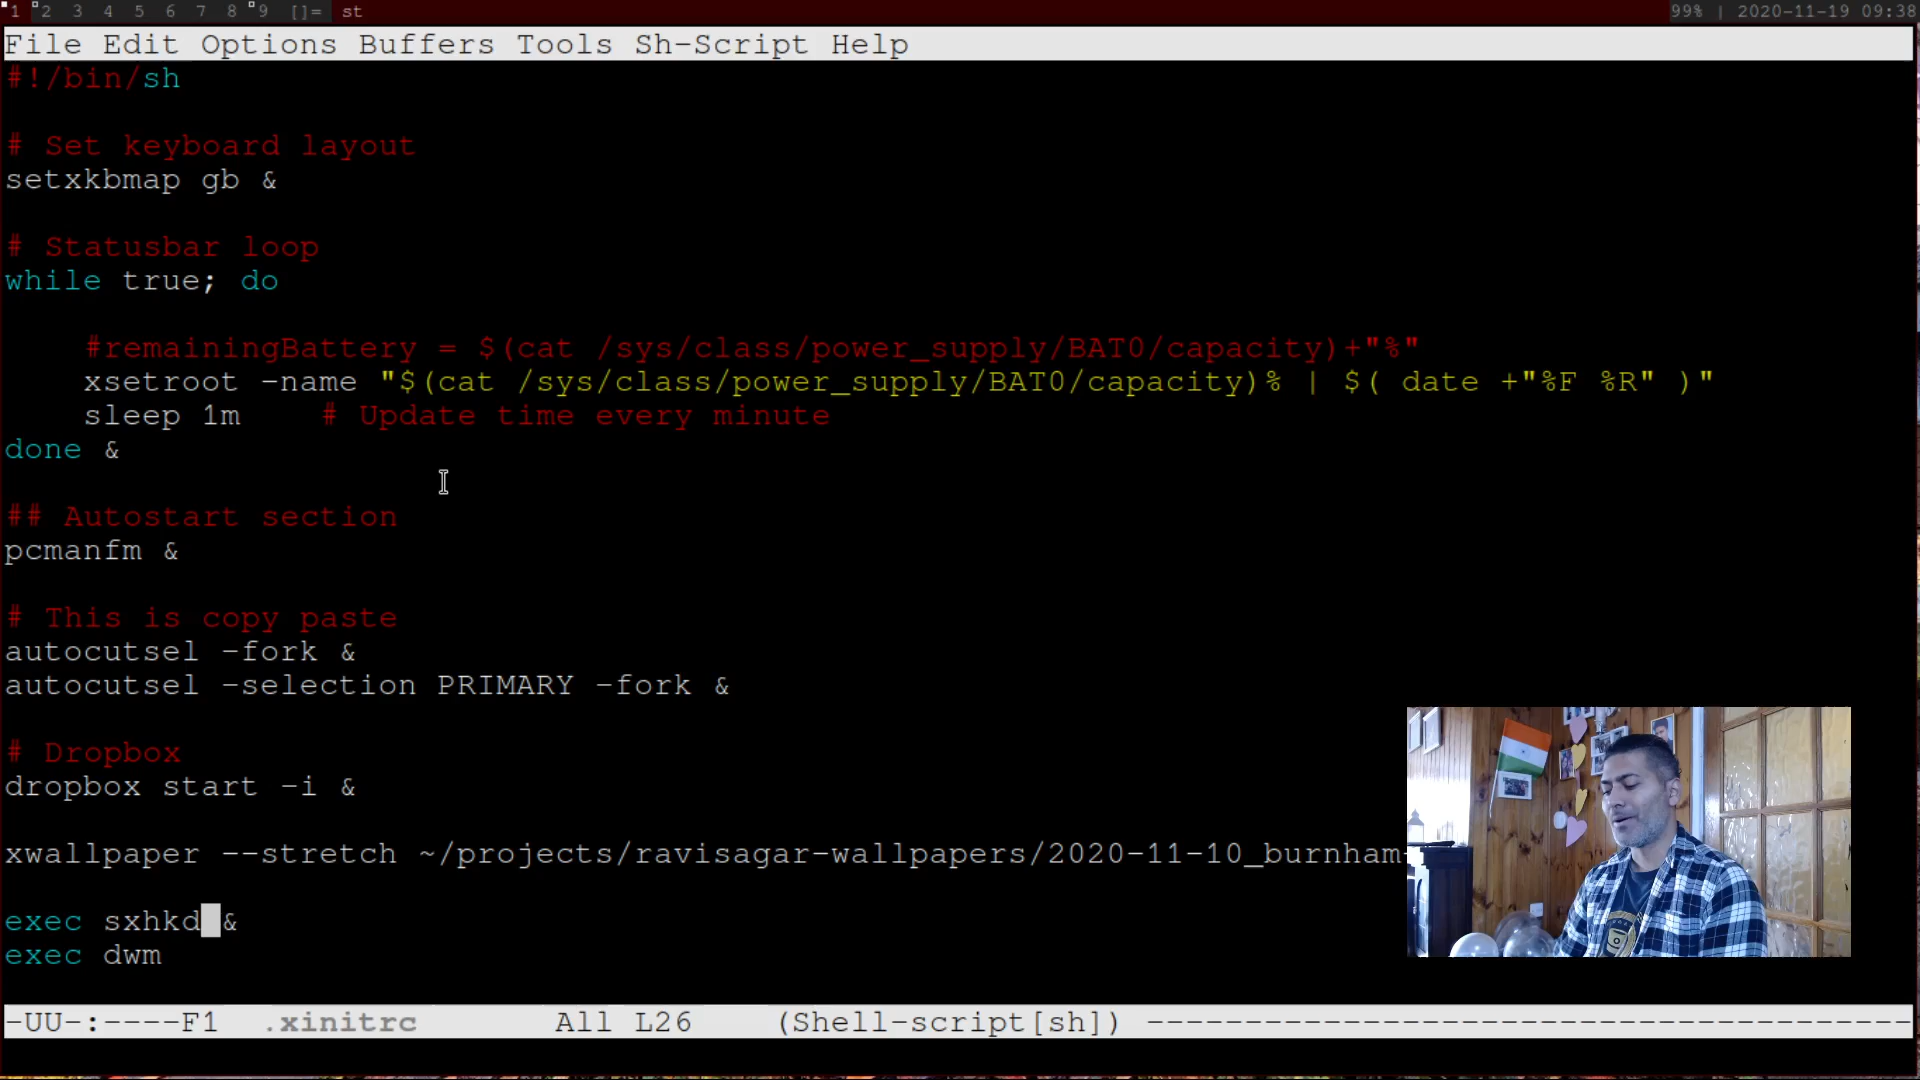 1 2 3 4 5 6 7 8 9 []= st 99% | 2020-11-19 09:38
File Edit Options Buffers Tools Sh-Script Help
#!/bin/sh
# Set keyboard layout
setxkbmap gb &
# Statusbar loop
while true; do
#remainingBattery = $(cat /sys/class/power_supply/BAT0/capacity)+"%"
xsetroot -name "$(cat /sys/class/power_supply/BAT0/capacity)% | $( date +"%F %R" )"
sleep 1m # Update time every minute
done &
## Autostart section
pcmanfm &
# This is copy paste
autocutsel -fork &
autocutsel -selection PRIMARY -fork &
# Dropbox
dropbox start -i &
xwallpaper --stretch ~/projects/ravisagar-wallpapers/2020-11-10_burnham-
exec sxhkd &
exec dwm
-UU-:----F1 .xinitrc All L26 (Shell-script[sh]) ---------------------------------------